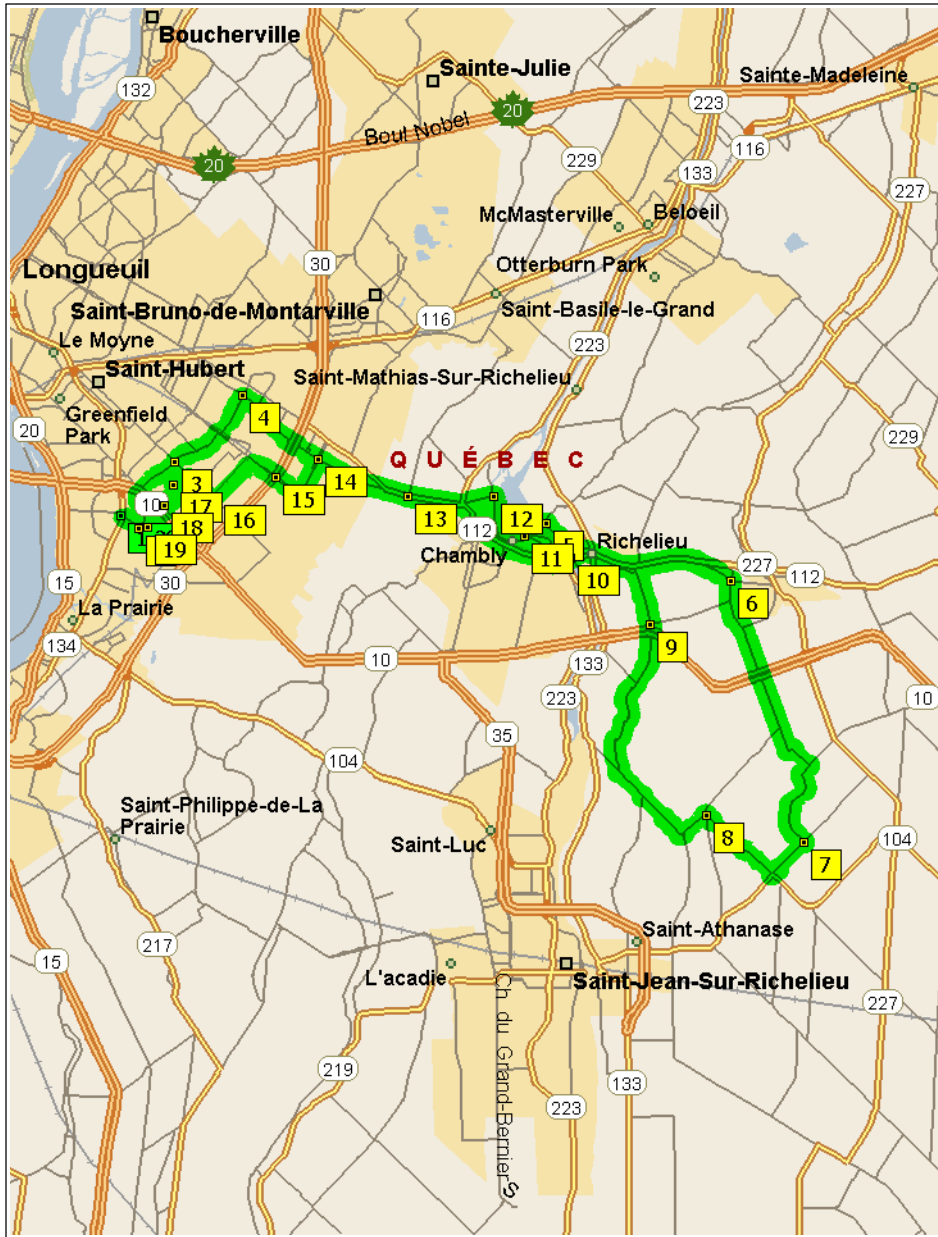 Boucherville
132
Sainte-Julie
Sainte-Madeleine
223
20
Boul Nobel
20
116
229
133
227
McMasterville
Beloeil
Longueuil
30
Otterburn Park
Saint-Bruno-de-Montarville
Saint-Basile-le-Grand
116
Le Moyne
223
Saint-Hubert
Saint-Mathias-Sur-Richelieu
Greenfield
Park
4
20
229
QUÉBEC
3
14
15
10
17
13
12
16
18
112
5
Richelieu
19
Chambly
11
10
227
112
15
30
6
La Prairie
9
134
10
133
223
10
35
104
Saint-Philippe-de-La
Prairie
Saint-Luc
8
104
7
217
Saint-Athanase
15
L'acadie
Saint-Jean-Sur-Richelieu
227
Ch du Grand-Bernier S
219
133
223